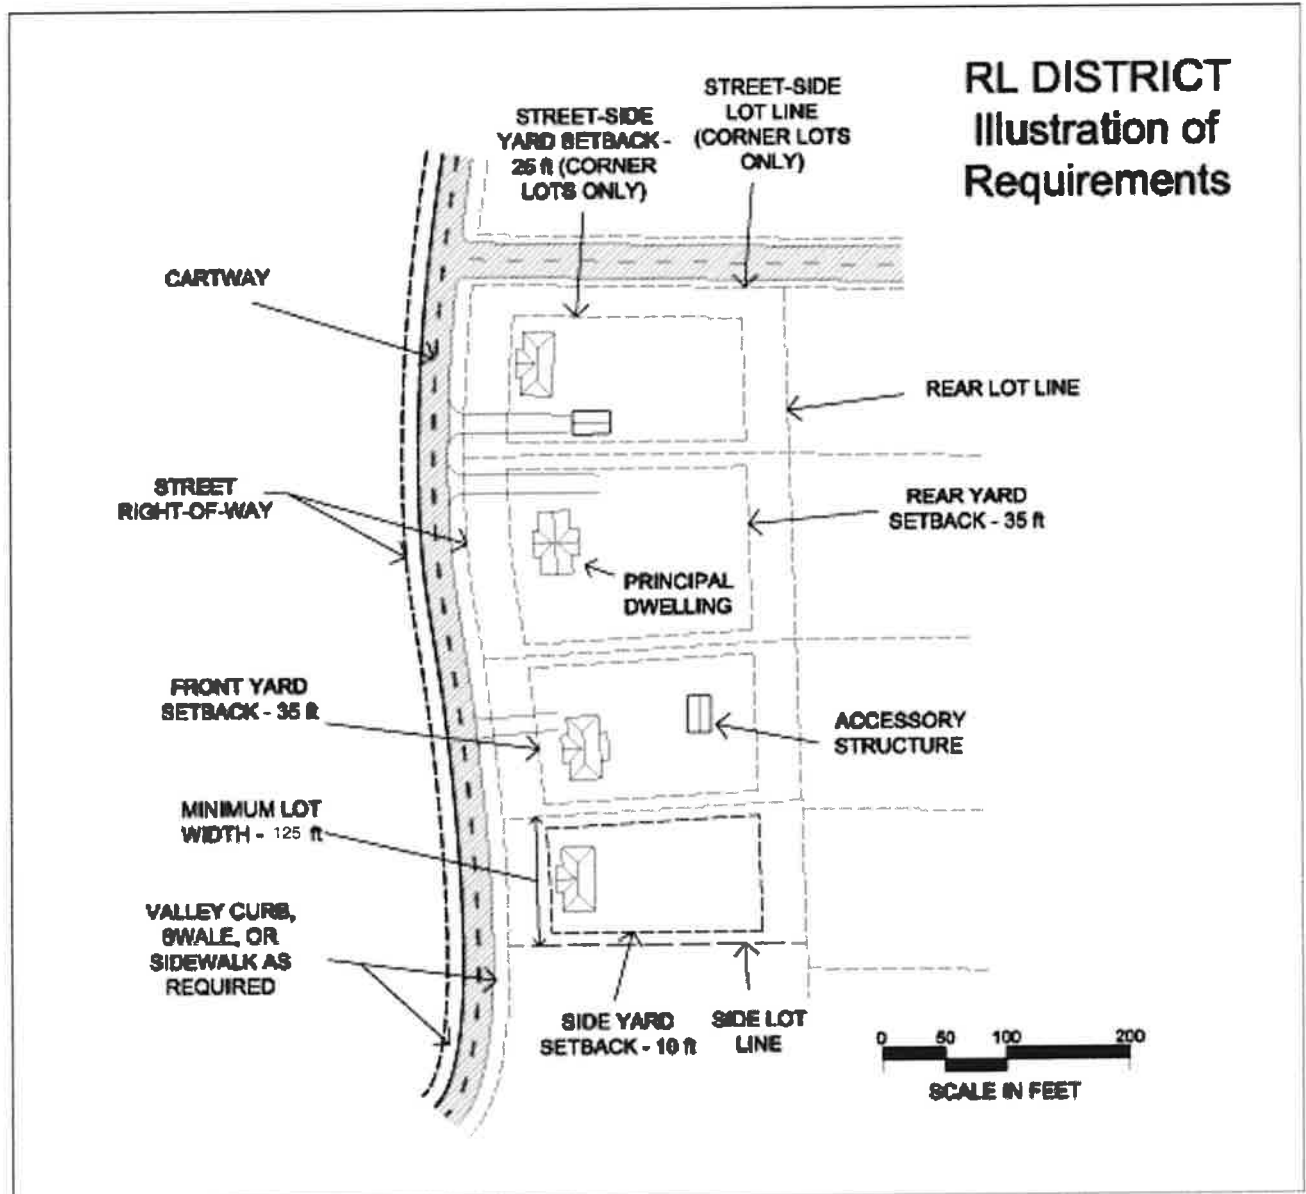 RL DISTRICT
Illustration of
Requirements
STREET-SIDE
LOT LINE
(CORNER LOTS
ONLY)
STREET-SIDE
YARD SETBACK -
25 ft (CORNER
LOTS ONLY)
CARTWAY
REAR LOT LINE
STREET
RIGHT-OF-WAY
REAR YARD
SETBACK - 35 ft
PRINCIPAL
DWELLING
FRONT YARD
SETBACK - 35 ft
ACCESSORY
STRUCTURE
MINIMUM LOT
WIDTH - 125 ft
VALLEY CURB,
SWALE, OR
SIDEWALK AS
REQUIRED
SIDE YARD
SETBACK - 10 ft
SIDE LOT
LINE
0 50 100 200
SCALE IN FEET